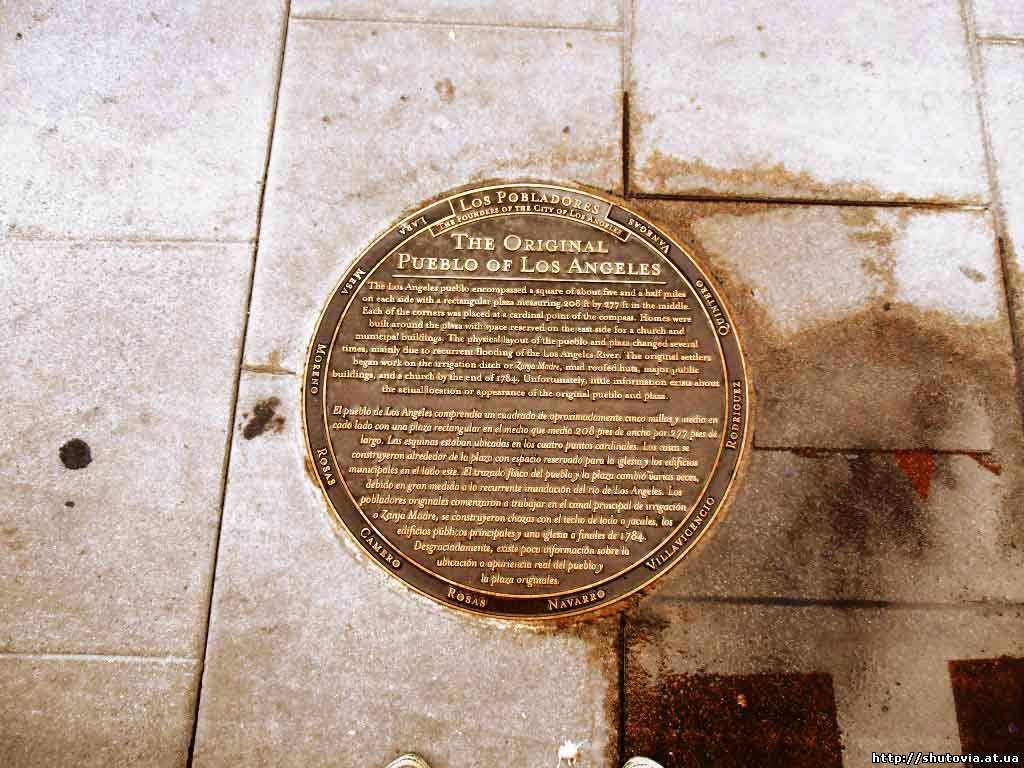 Los Pobladores
The Founders of the City of Los Angeles
The Original
Pueblo of Los Angeles
The Los Angeles pueblo encompassed a square of about five and a half miles
on each side with a rectangular plaza measuring 208 ft by 277 ft in the middle.
Each of the corners was placed at a cardinal point of the compass. Homes were
built around the plaza with space reserved on the east side for a church and
municipal buildings. The physical layout of the pueblo and plaza changed several
times, mainly due to recurrent flooding of the Los Angeles River. The original settlers
began work on the irrigation ditch or Zanja Madre, mud roofed huts, major public
buildings, and a church by the end of 1784. Unfortunately, little information exists about
the actual location or appearance of the original pueblo and plaza.
El pueblo de Los Angeles comprendía un cuadrado de aproximadamente cinco millas y media en
cada lado con una plaza rectangular en el medio que medía 208 pies de ancho por 277 pies de
largo. Las esquinas estaban ubicadas en los cuatro puntos cardinales. Las casas se
construyeron alrededor de la plaza con espacio reservado para la iglesia y los edificios
municipales en el lado este. El trazado físico del pueblo y la plaza cambió varias veces,
debido en gran medida a la recurrente inundación del río de Los Angeles. Los
pobladores originales comenzaron a trabajar en el canal principal de irrigación
o Zanja Madre, se construyeron chozas con el techo de lodo o jacales, los
edificios públicos principales y una iglesia a finales de 1784.
Desgraciadamente, existe poca información sobre la
ubicación o apariencia real del pueblo y
la plaza originales.
Lara
Vanegas
Quintero
Rodriguez
Villavicencio
Navarro
Rosas
Camero
Rosas
Moreno
Mesa
http://shutovia.at.ua